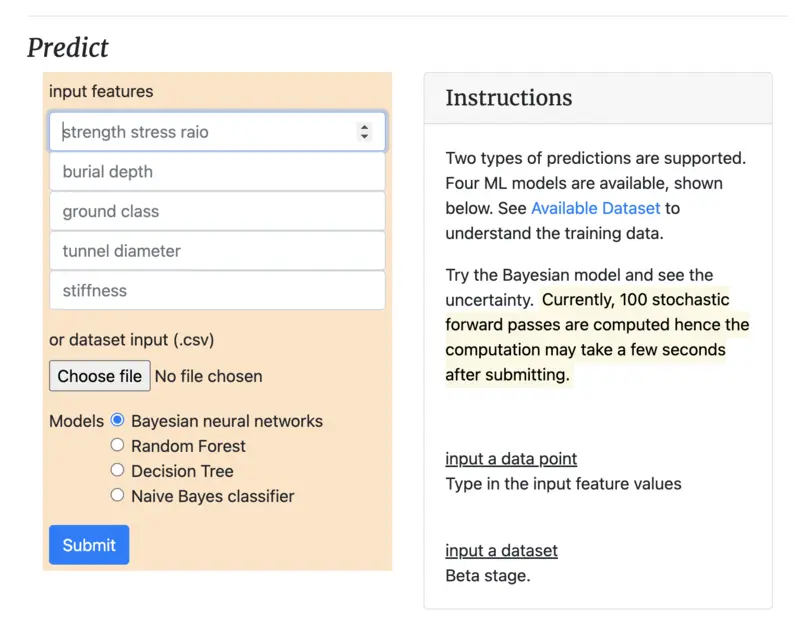 Predict
input features
strength stress raio
burial depth
ground class
tunnel diameter
stiffness
or dataset input (.csv)
Choose file No file chosen
Models Bayesian neural networks
Random Forest
Decision Tree
Naive Bayes classifier
Submit
Instructions
Two types of predictions are supported.
Four ML models are available, shown
below. See Available Dataset to
understand the training data.
Try the Bayesian model and see the
uncertainty. Currently, 100 stochastic
forward passes are computed hence the
computation may take a few seconds
after submitting.
input a data point
Type in the input feature values
input a dataset
Beta stage.